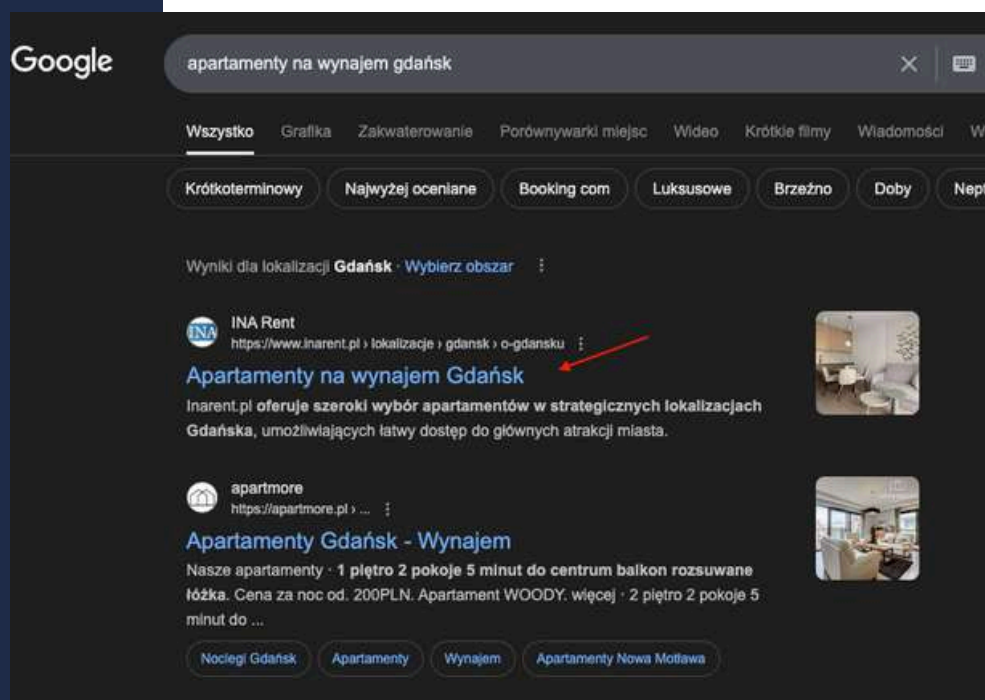 Google
apartamenty na wynajem gdańsk
Wszystko Grafika Zakwaterowanie Porównywarki miejsc Wideo Krótkie filmy Wiadomości W
Krótkoterminowy Najwyżej oceniane Booking com Luksusowe Brzeźno Doby Nept
Wyniki dla lokalizacji Gdańsk · Wybierz obszar
INA INA Rent
https://www.inarent.pl › lokalizacje › gdansk › o-gdansku
Apartamenty na wynajem Gdańsk
Inarent.pl oferuje szeroki wybór apartamentów w strategicznych lokalizacjach
Gdańska, umożliwiających łatwy dostęp do głównych atrakcji miasta.
apartmore
https://apartmore.pl › ...
Apartamenty Gdańsk - Wynajem
Nasze apartamenty · 1 piętro 2 pokoje 5 minut do centrum balkon rozsuwane
łóżka. Cena za noc od. 200PLN. Apartament WOODY. więcej · 2 piętro 2 pokoje 5
minut do ...
Noclegi Gdańsk Apartamenty Wynajem Apartamenty Nowa Motława